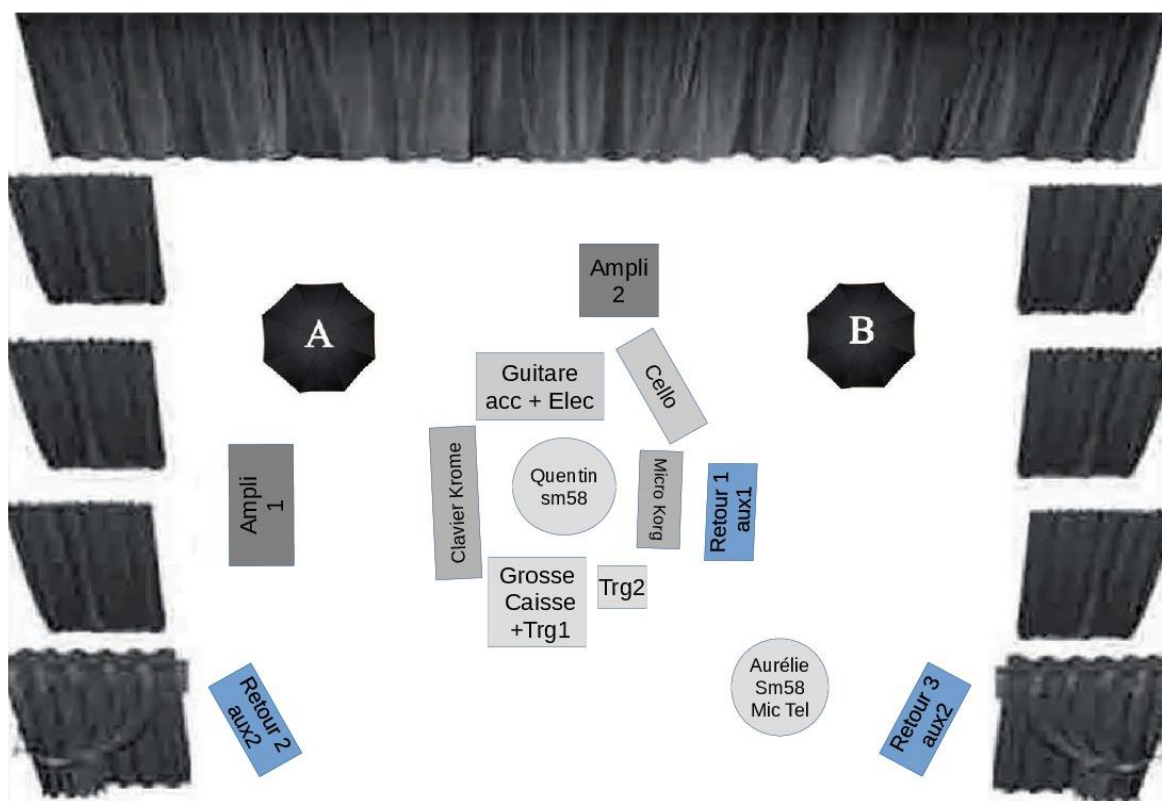 Ampli
2
A
B
Guitare
acc + Elec
Cello
Ampli
1
Clavier Krome
Quentin
sm58
Micro Korg
Retour 1
aux1
Grosse
Caisse
+Trg1
Trg2
Retour 2
aux2
Aurélie
Sm58
Mic Tel
Retour 3
aux2